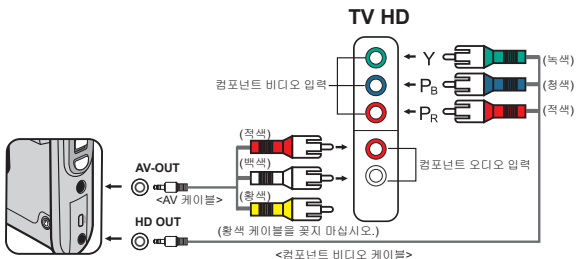 TV HD
Y
(녹색)
컴포넌트 비디오 입력
PB
(청색)
PR
(적색)
(적색)
AV-OUT
(백색)
컴포넌트 오디오 입력
<AV 케이블>
(황색)
HD OUT
(황색 케이블을 꽂지 마십시오.)
<컴포넌트 비디오 케이블>